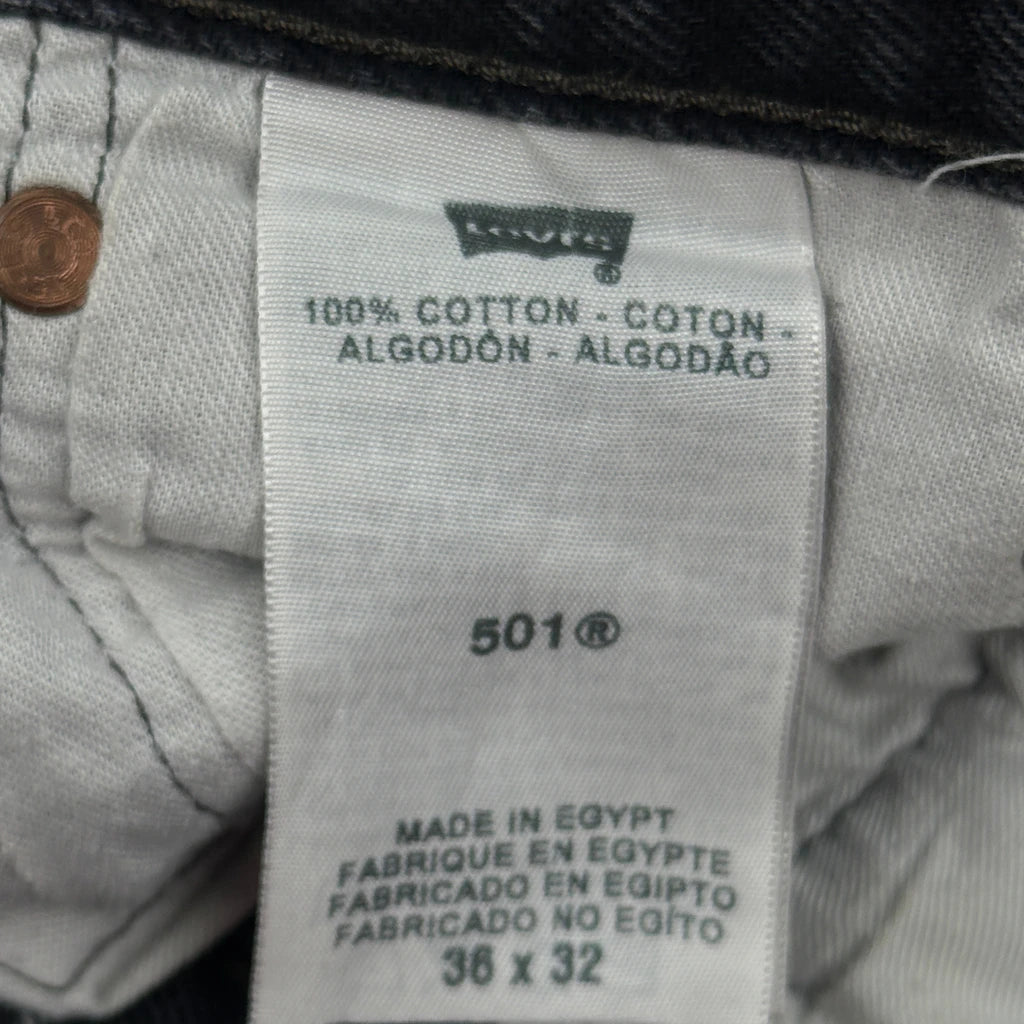 Levi's
®
100% COTTON - COTON -
ALGODÓN - ALGODÃO
501®
MADE IN EGYPT
FABRIQUE EN EGYPTE
FABRICADO EN EGIPTO
FABRICADO NO EGITO
36 x 32